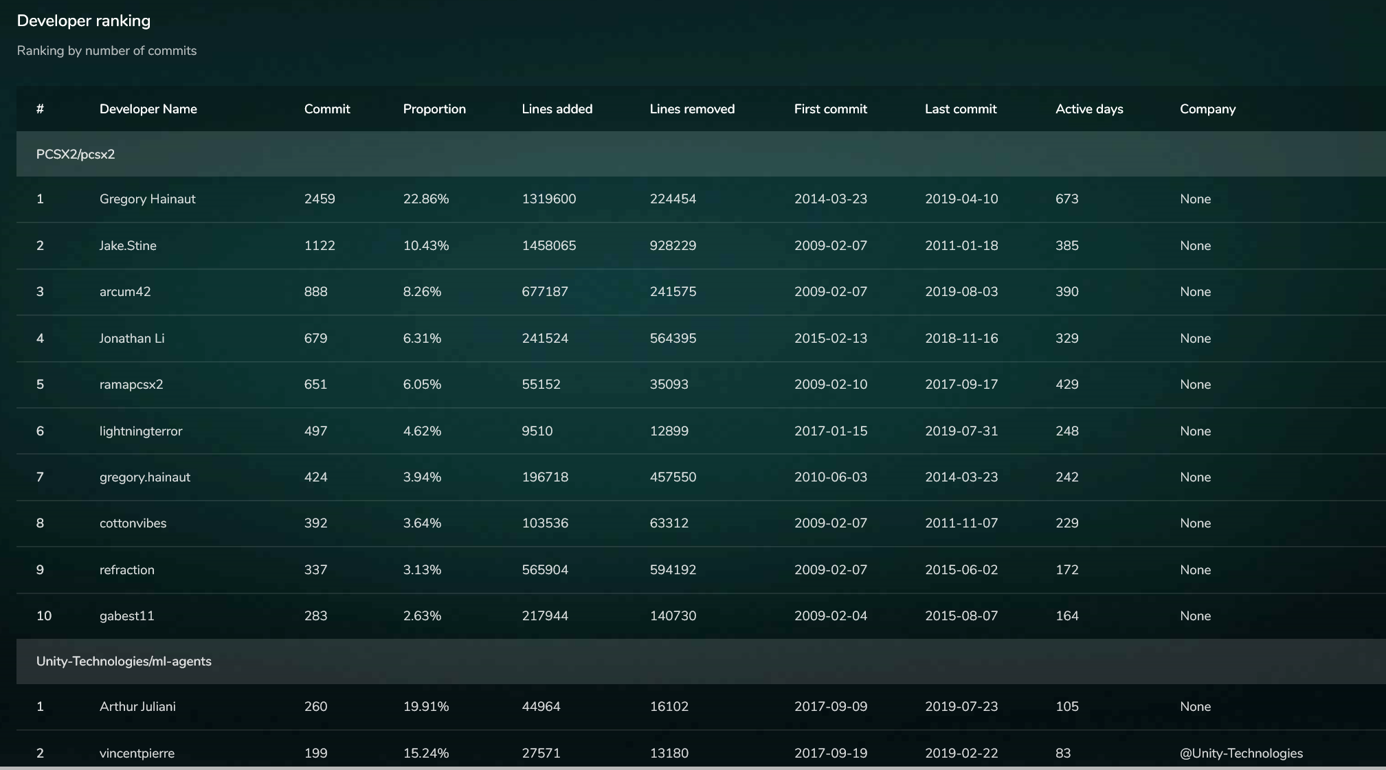 Developer ranking
Ranking by number of commits
# Developer Name Commit Proportion Lines added Lines removed First commit Last commit Active days Company
PCSX2/pcsx2
1 Gregory Hainaut 2459 22.86% 1319600 224454 2014-03-23 2019-04-10 673 None
2 Jake.Stine 1122 10.43% 1458065 928229 2009-02-07 2011-01-18 385 None
3 arcum42 888 8.26% 677187 241575 2009-02-07 2019-08-03 390 None
4 Jonathan Li 679 6.31% 241524 564395 2015-02-13 2018-11-16 329 None
5 ramapcsx2 651 6.05% 55152 35093 2009-02-10 2017-09-17 429 None
6 lightningterror 497 4.62% 9510 12899 2017-01-15 2019-07-31 248 None
7 gregory.hainaut 424 3.94% 196718 457550 2010-06-03 2014-03-23 242 None
8 cottonvibes 392 3.64% 103536 63312 2009-02-07 2011-11-07 229 None
9 refraction 337 3.13% 565904 594192 2009-02-07 2015-06-02 172 None
10 gabest11 283 2.63% 217944 140730 2009-02-04 2015-08-07 164 None
Unity-Technologies/ml-agents
1 Arthur Juliani 260 19.91% 44964 16102 2017-09-09 2019-07-23 105 None
2 vincentpierre 199 15.24% 27571 13180 2017-09-19 2019-02-22 83 @Unity-Technologies